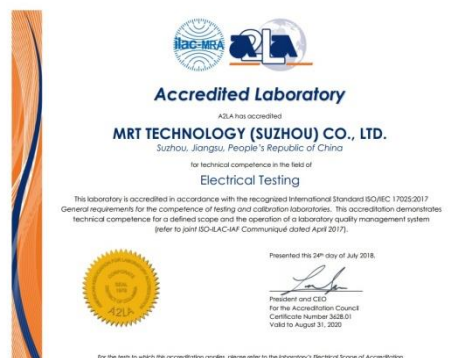 ilac-MRA
A2LA
Accredited Laboratory
A2LA has accredited
MRT TECHNOLOGY (SUZHOU) CO., LTD.
Suzhou, Jiangsu, People's Republic of China
for technical competence in the field of
Electrical Testing
This laboratory is accredited in accordance with the recognized International Standard ISO/IEC 17025:2017
General requirements for the competence of testing and calibration laboratories. This accreditation demonstrates
technical competence for a defined scope and the operation of a laboratory quality management system
(refer to joint ISO-ILAC-IAF Communiqué dated April 2017).
Presented this 24th day of July 2018.
President and CEO
For the Accreditation Council
Certificate Number 3628.01
Valid to August 31, 2020
SEAL
1978
A2LA
For the tests to which this accreditation applies, please refer to the laboratory's Electrical Scope of Accreditation.